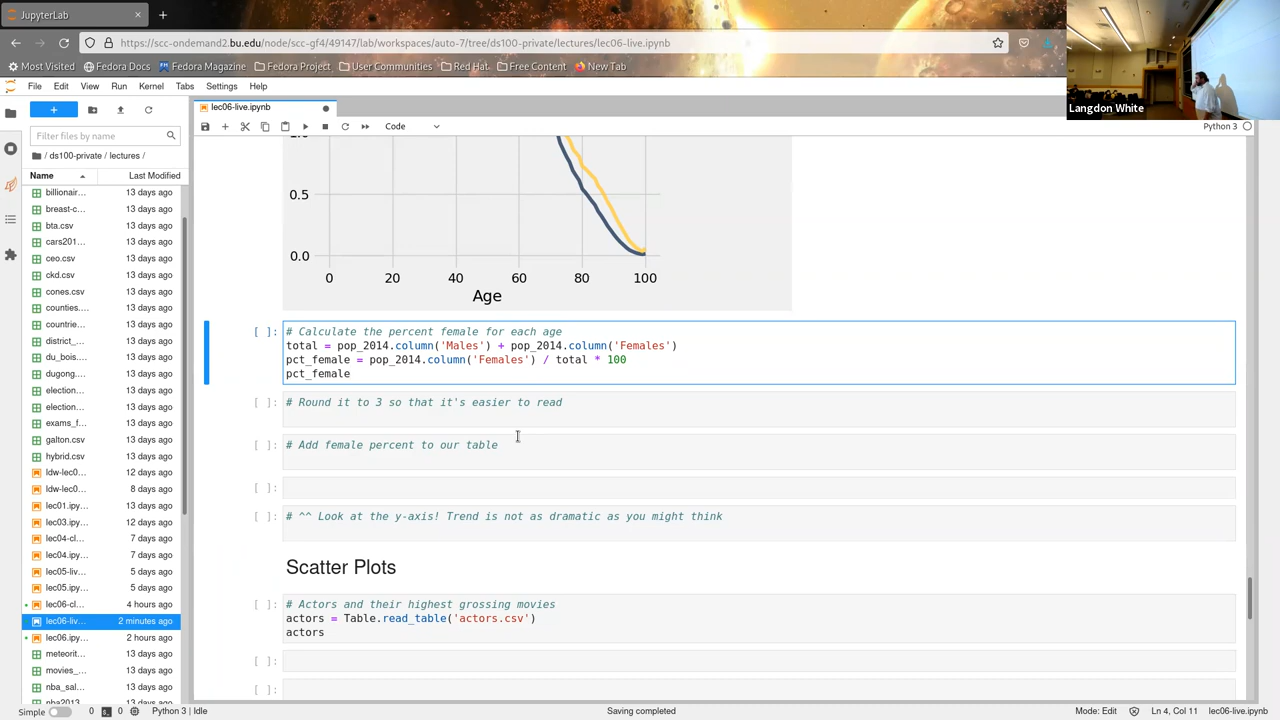 JupyterLab
https://scc-ondemand2.bu.edu/node/scc-gf4/49147/lab/workspaces/auto-7/tree/ds100-private/lectures/lec06-live.ipynb
Most Visited Fedora Docs Fedora Magazine Fedora Project User Communities Red Hat Free Content New Tab
Langdon White
File Edit View Run Kernel Tabs Settings Help
lec06-live.ipynb
Filter files by name
Code
Python 3
/ ds100-private / lectures /
Name Last Modified
billionair... 13 days ago
breast-c... 13 days ago
bta.csv 13 days ago
cars201... 13 days ago
ceo.csv 13 days ago
ckd.csv 13 days ago
cones.csv 13 days ago
counties.... 13 days ago
countrie... 13 days ago
district_... 13 days ago
du_bois.... 13 days ago
dugong.... 13 days ago
election... 13 days ago
election... 13 days ago
exams_f... 13 days ago
galton.csv 13 days ago
hybrid.csv 13 days ago
ldw-lec0... 12 days ago
ldw-lec0... 8 days ago
lec01.ipy... 13 days ago
lec03.ipy... 12 days ago
lec04-cl... 7 days ago
lec04.ipy... 7 days ago
lec05-liv... 5 days ago
lec05.ipy... 5 days ago
lec06-cl... 4 hours ago
lec06-liv... 2 minutes ago
lec06.ipy... 2 hours ago
meteorit... 13 days ago
movies_... 13 days ago
nba_sal... 13 days ago
nba2013... 13 days ago
0.5
0.0
0 20 40 60 80 100
Age
[ ]: # Calculate the percent female for each age
total = pop_2014.column('Males') + pop_2014.column('Females')
pct_female = pop_2014.column('Females') / total * 100
pct_female
[ ]: # Round it to 3 so that it's easier to read
[ ]: # Add female percent to our table
[ ]:
[ ]: # ^^ Look at the y-axis! Trend is not as dramatic as you might think
Scatter Plots
[ ]: # Actors and their highest grossing movies
actors = Table.read_table('actors.csv')
actors
[ ]:
[ ]:
Simple 0 0 Python 3 | Idle Saving completed Mode: Edit Ln 4, Col 11 lec06-live.ipynb